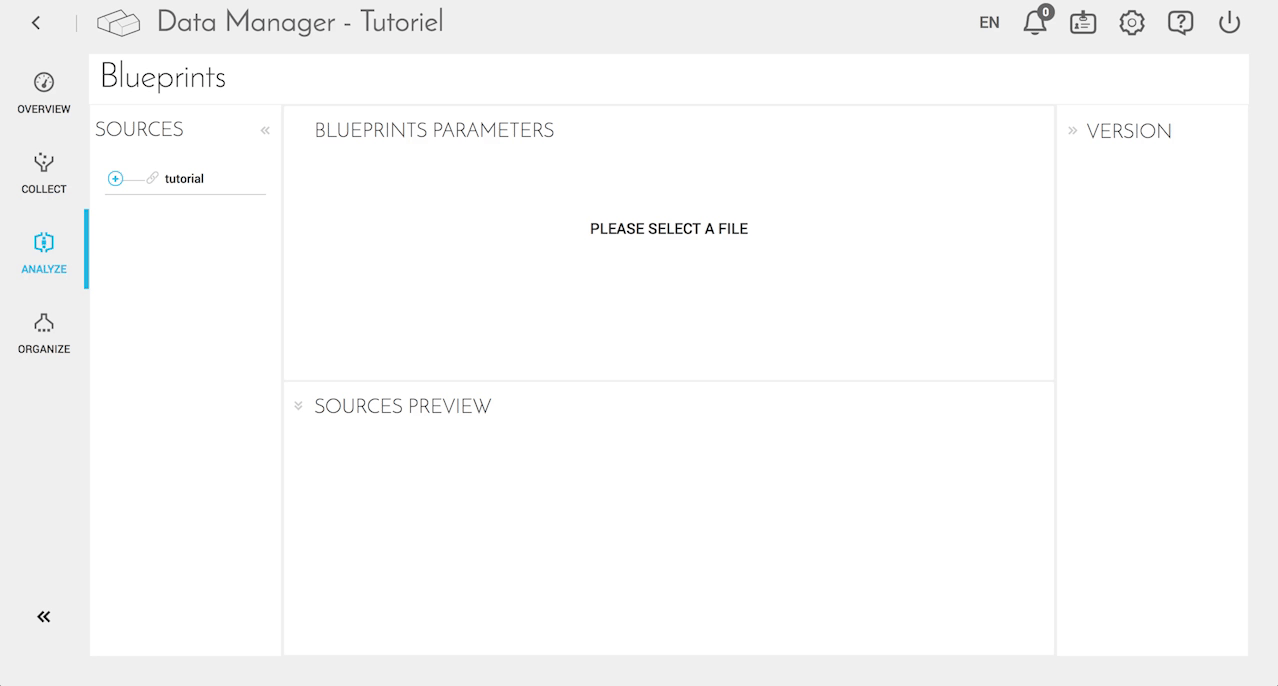 Data Manager - Tutoriel
EN
0
Blueprints
OVERVIEW
COLLECT
ANALYZE
ORGANIZE
SOURCES
tutorial
BLUEPRINTS PARAMETERS
PLEASE SELECT A FILE
SOURCES PREVIEW
VERSION